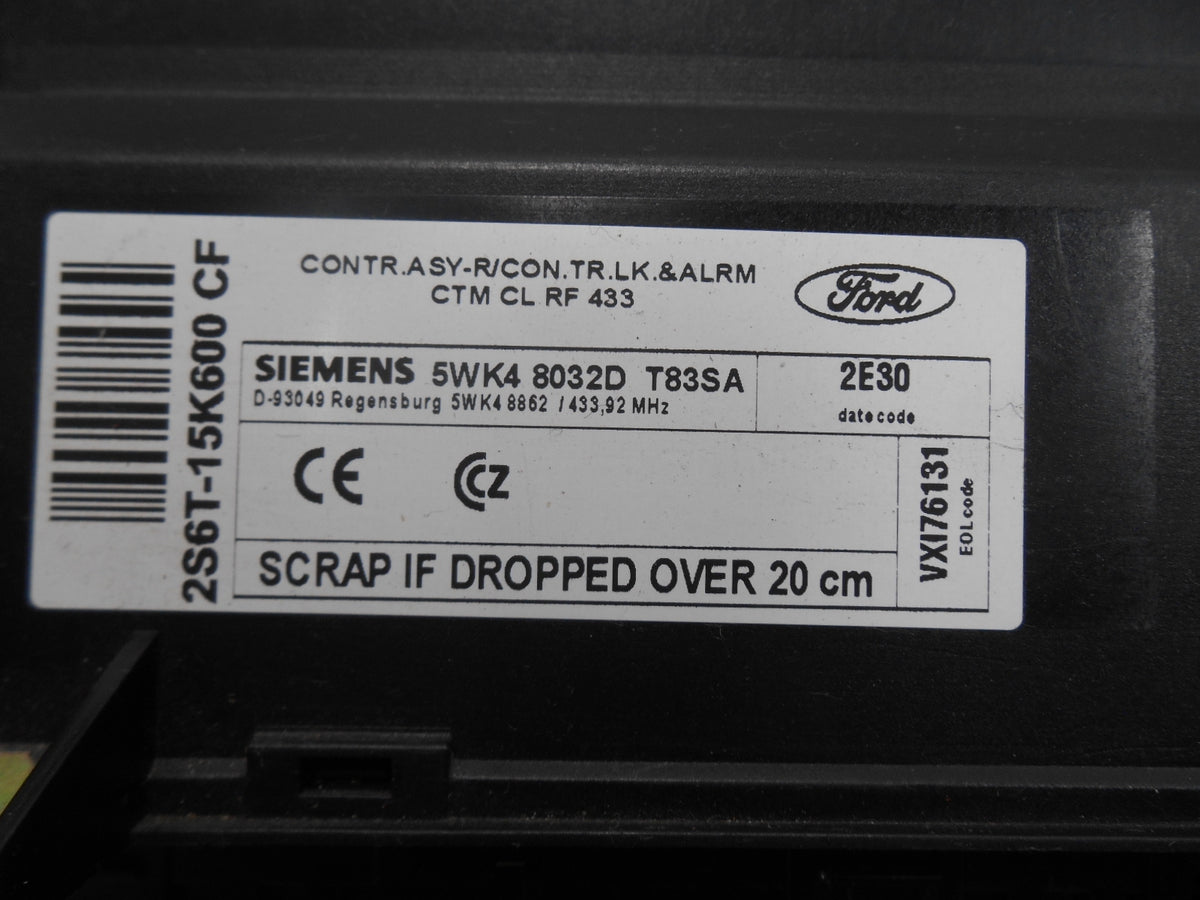 2S6T-15K600 CF
CONTR.ASY-R/CON.TR.LK.&ALRM
CTM CL RF 433
Ford
SIEMENS 5WK4 8032D T83SA
D-93049 Regensburg 5WK4 8862 / 433,92 MHz
2E30
date code
CE CCZ
VXI76131
EOL code
SCRAP IF DROPPED OVER 20 cm